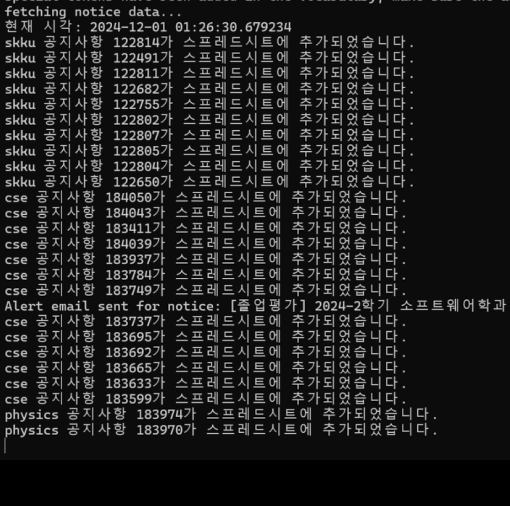 fetching notice data...
현재 시각: 2024-12-01 01:26:30.679234
skku 공지사항 122814가 스프레드시트에 추가되었습니다.
skku 공지사항 122491가 스프레드시트에 추가되었습니다.
skku 공지사항 122811가 스프레드시트에 추가되었습니다.
skku 공지사항 122682가 스프레드시트에 추가되었습니다.
skku 공지사항 122755가 스프레드시트에 추가되었습니다.
skku 공지사항 122802가 스프레드시트에 추가되었습니다.
skku 공지사항 122807가 스프레드시트에 추가되었습니다.
skku 공지사항 122805가 스프레드시트에 추가되었습니다.
skku 공지사항 122804가 스프레드시트에 추가되었습니다.
skku 공지사항 122650가 스프레드시트에 추가되었습니다.
cse 공지사항 184050가 스프레드시트에 추가되었습니다.
cse 공지사항 184043가 스프레드시트에 추가되었습니다.
cse 공지사항 183411가 스프레드시트에 추가되었습니다.
cse 공지사항 184039가 스프레드시트에 추가되었습니다.
cse 공지사항 183937가 스프레드시트에 추가되었습니다.
cse 공지사항 183784가 스프레드시트에 추가되었습니다.
cse 공지사항 183749가 스프레드시트에 추가되었습니다.
Alert email sent for notice: [졸업평가] 2024-2학기 소프트웨어학과
cse 공지사항 183737가 스프레드시트에 추가되었습니다.
cse 공지사항 183695가 스프레드시트에 추가되었습니다.
cse 공지사항 183692가 스프레드시트에 추가되었습니다.
cse 공지사항 183665가 스프레드시트에 추가되었습니다.
cse 공지사항 183633가 스프레드시트에 추가되었습니다.
cse 공지사항 183599가 스프레드시트에 추가되었습니다.
physics 공지사항 183974가 스프레드시트에 추가되었습니다.
physics 공지사항 183970가 스프레드시트에 추가되었습니다.